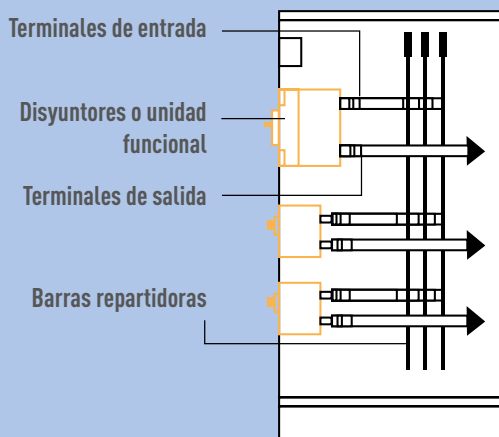 Terminales de entrada
Disyuntores o unidad
funcional
Terminales de salida
Barras repartidoras